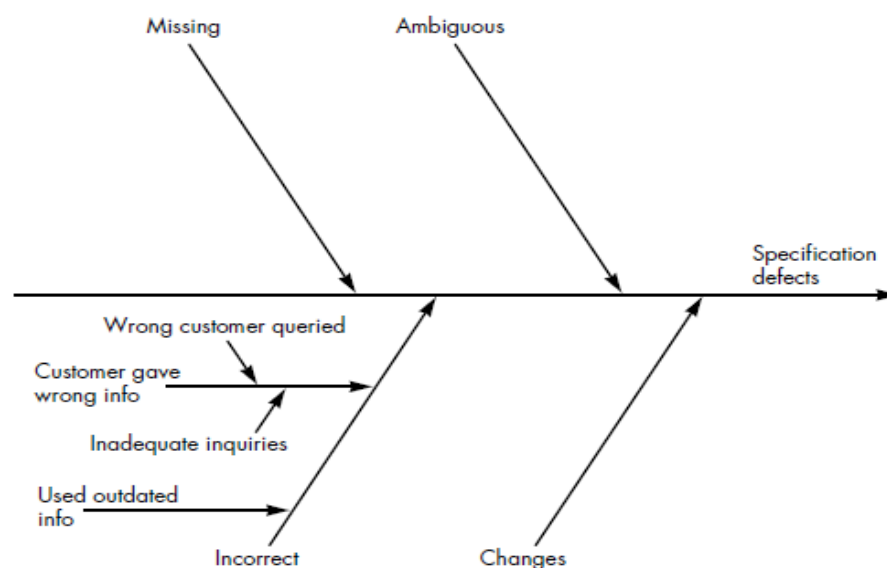 Missing
Ambiguous
Specification
defects
Wrong customer queried
Customer gave
wrong info
Inadequate inquiries
Used outdated
info
Incorrect
Changes